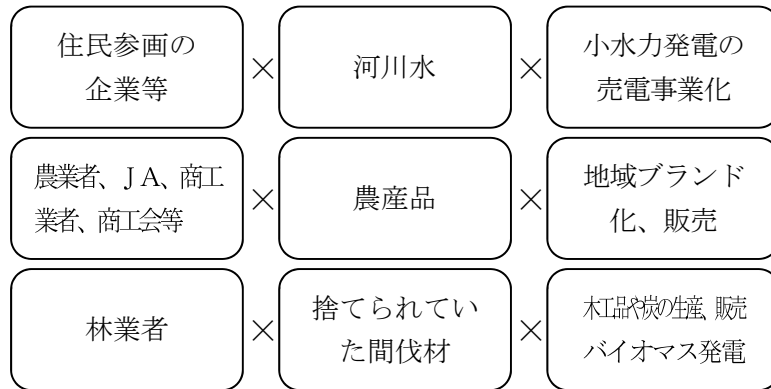 住民参画の
企業等
×
河川水
×
小水力発電の
売電事業化
農業者、ＪＡ、商工
業者、商工会等
×
農産品
×
地域ブランド
化、販売
林業者
×
捨てられてい
た間伐材
×
木工品や炭の生産、販売
バイオマス発電